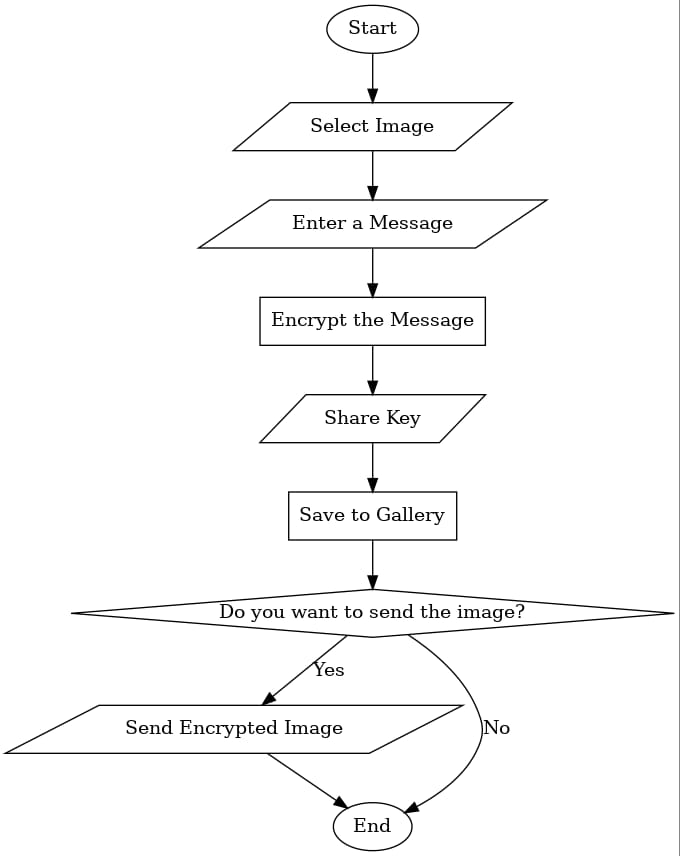 Start
Select Image
Enter a Message
Encrypt the Message
Share Key
Save to Gallery
Do you want to send the image?
Yes
Send Encrypted Image
No
End